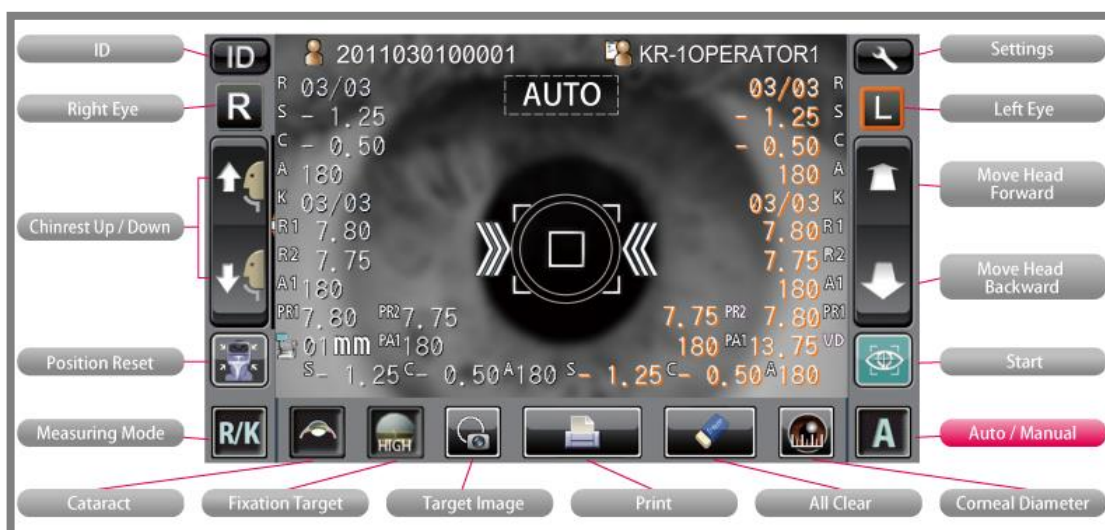 ID
Right Eye
Chinrest Up / Down
Position Reset
Measuring Mode
ID 2011030100001 KR-1OPERATOR1
R AUTO L
R 03/03 03/03 R
S - 1.25 - 1.25 S
C - 0.50 - 0.50 C
A 180 180 A
K 03/03 03/03 K
R1 7.80 7.80 R1
R2 7.75 7.75 R2
A1 180 180 A1
PR1 7.80 PR2 7.75 7.75 PR2 7.80 PR1
01mm PA1 180 180 PA1 13.75 VD
S - 1.25 C - 0.50 A 180 S - 1.25 C - 0.50 A 180
R/K HIGH A
Settings
Left Eye
Move Head
Forward
Move Head
Backward
Start
Auto / Manual
Cataract
Fixation Target
Target Image
Print
All Clear
Corneal Diameter